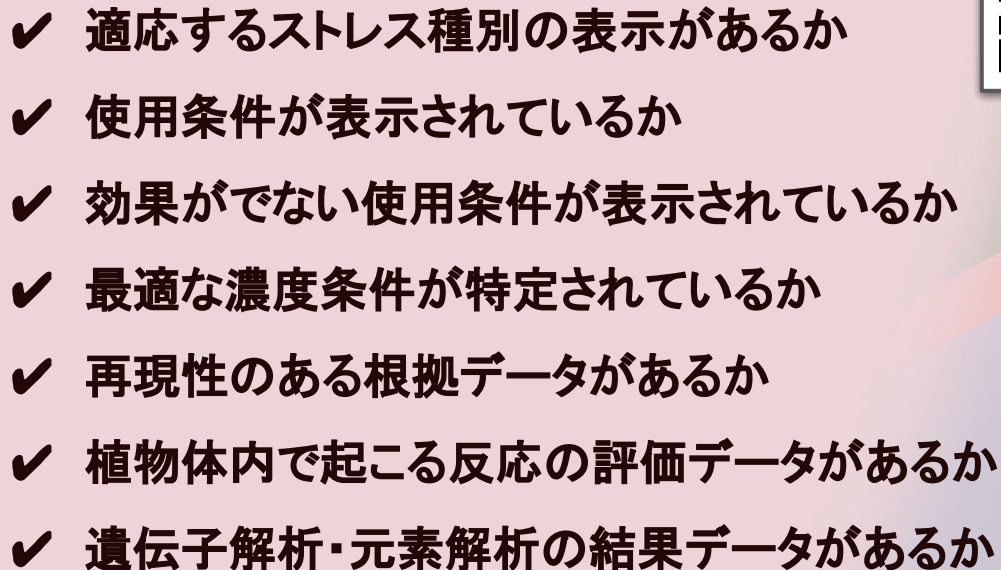 ✔ 適応するストレス種別の表示があるか
✔ 使用条件が表示されているか
✔ 効果がでない使用条件が表示されているか
✔ 最適な濃度条件が特定されているか
✔ 再現性のある根拠データがあるか
✔ 植物体内で起こる反応の評価データがあるか
✔ 遺伝子解析・元素解析の結果データがあるか